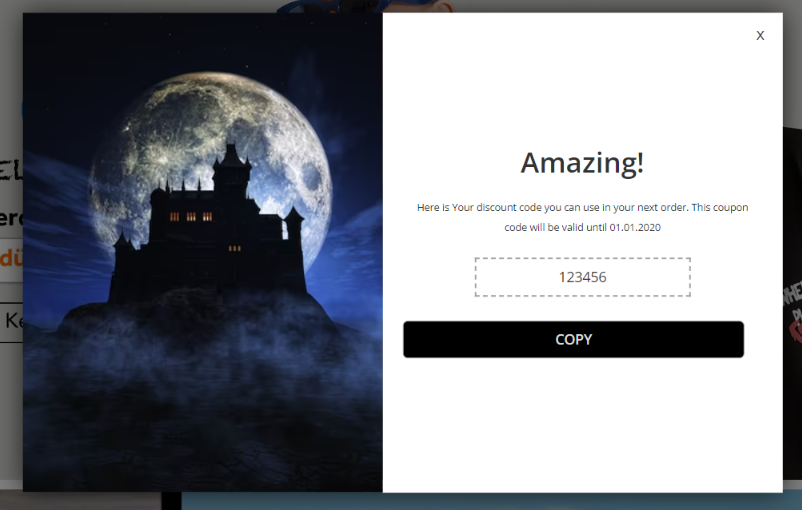 X
Amazing!
Here is Your discount code you can use in your next order. This coupon
code will be valid until 01.01.2020
123456
COPY